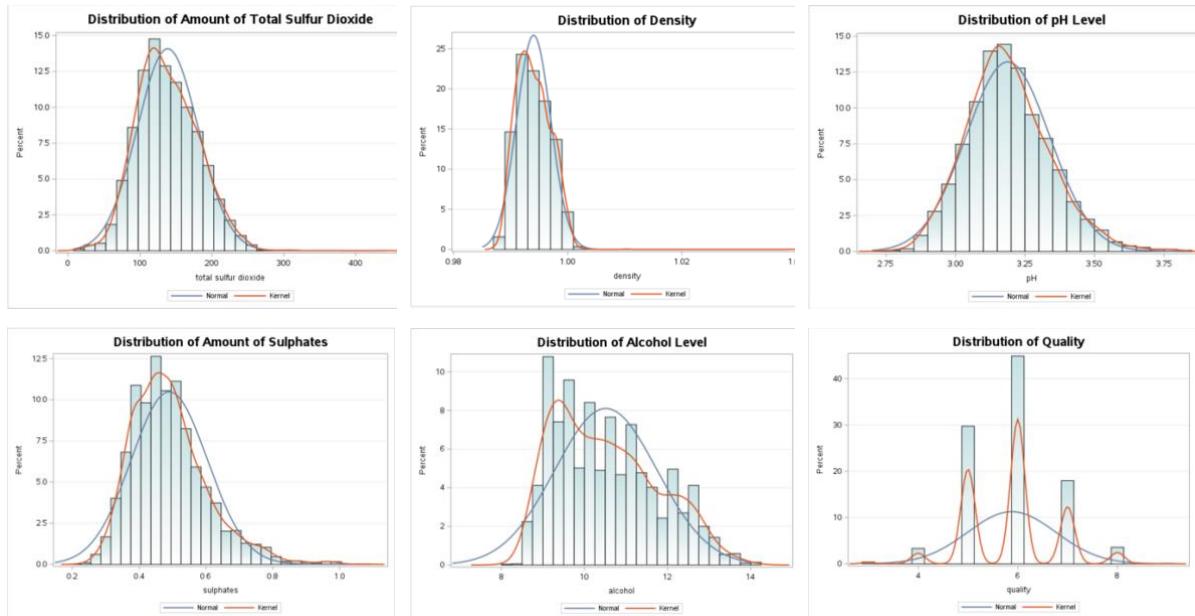 Distribution of Amount of Total Sulfur Dioxide
15.0
12.5
10.0
7.5
5.0
2.5
0.0
Percent
0 100 200 300 400
total sulfur dioxide
Normal Kernel
Distribution of Density
25
20
15
10
5
0
Percent
0.98 1.00 1.02
density
Normal Kernel
Distribution of pH Level
15.0
12.5
10.0
7.5
5.0
2.5
0.0
Percent
2.75 3.00 3.25 3.50 3.75
pH
Normal Kernel
Distribution of Amount of Sulphates
12.5
10.0
7.5
5.0
2.5
0.0
Percent
0.2 0.4 0.6 0.8 1.0
sulphates
Normal Kernel
Distribution of Alcohol Level
10
8
6
4
2
0
Percent
8 10 12 14
alcohol
Normal Kernel
Distribution of Quality
40
30
20
10
0
Percent
4 6 8
quality
Normal Kernel